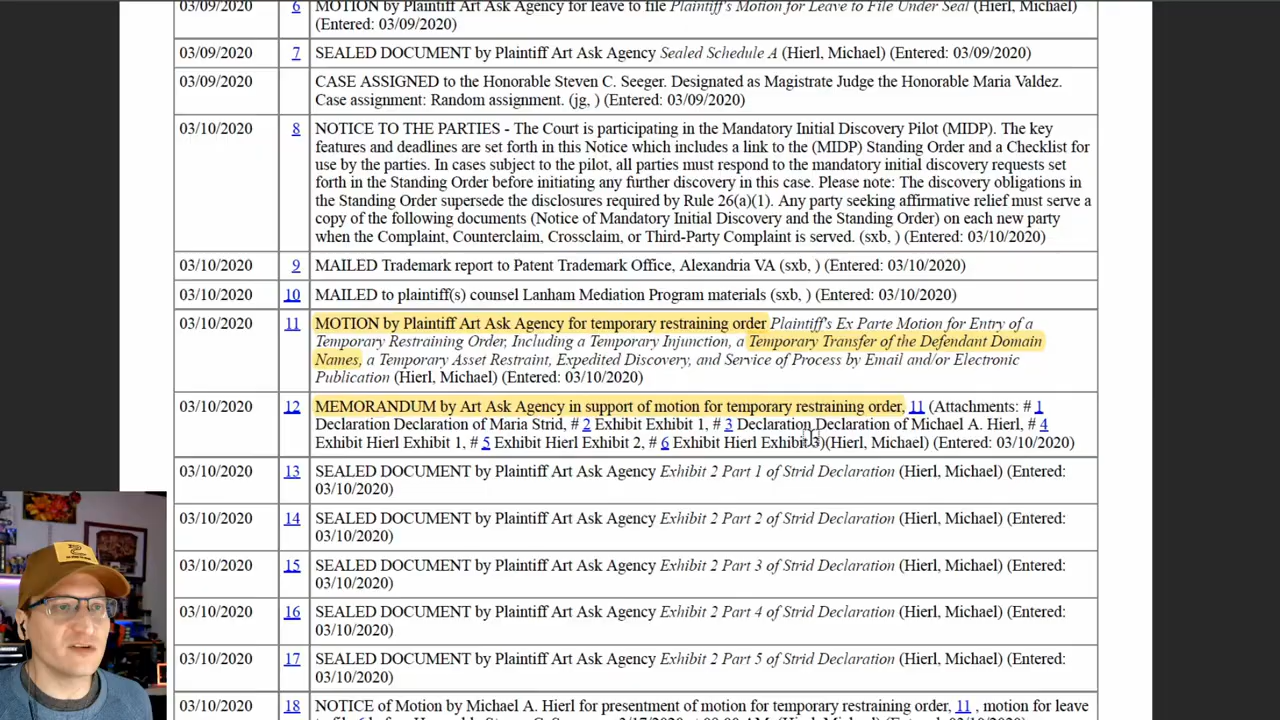 03/09/2020 6 MOTION by Plaintiff Art Ask Agency for leave to file Plaintiff's Motion for Leave to File Under Seal (Hierl, Michael)
(Entered: 03/09/2020)
03/09/2020 7 SEALED DOCUMENT by Plaintiff Art Ask Agency Sealed Schedule A (Hierl, Michael) (Entered: 03/09/2020)
03/09/2020 CASE ASSIGNED to the Honorable Steven C. Seeger. Designated as Magistrate Judge the Honorable Maria Valdez.
Case assignment: Random assignment. (jg, ) (Entered: 03/09/2020)
03/10/2020 8 NOTICE TO THE PARTIES - The Court is participating in the Mandatory Initial Discovery Pilot (MIDP). The key
features and deadlines are set forth in this Notice which includes a link to the (MIDP) Standing Order and a Checklist for
use by the parties. In cases subject to the pilot, all parties must respond to the mandatory initial discovery requests set
forth in the Standing Order before initiating any further discovery in this case. Please note: The discovery obligations in
the Standing Order supersede the disclosures required by Rule 26(a)(1). Any party seeking affirmative relief must serve a
copy of the following documents (Notice of Mandatory Initial Discovery and the Standing Order) on each new party
when the Complaint, Counterclaim, Crossclaim, or Third-Party Complaint is served. (sxb, ) (Entered: 03/10/2020)
03/10/2020 9 MAILED Trademark report to Patent Trademark Office, Alexandria VA (sxb, ) (Entered: 03/10/2020)
03/10/2020 10 MAILED to plaintiff(s) counsel Lanham Mediation Program materials (sxb, ) (Entered: 03/10/2020)
03/10/2020 11 MOTION by Plaintiff Art Ask Agency for temporary restraining order Plaintiff's Ex Parte Motion for Entry of a
Temporary Restraining Order, Including a Temporary Injunction, a Temporary Transfer of the Defendant Domain
Names, a Temporary Asset Restraint, Expedited Discovery, and Service of Process by Email and/or Electronic
Publication (Hierl, Michael) (Entered: 03/10/2020)
03/10/2020 12 MEMORANDUM by Art Ask Agency in support of motion for temporary restraining order, 11 (Attachments: # 1
Declaration Declaration of Maria Strid, # 2 Exhibit Exhibit 1, # 3 Declaration Declaration of Michael A. Hierl, # 4
Exhibit Hierl Exhibit 1, # 5 Exhibit Hierl Exhibit 2, # 6 Exhibit Hierl Exhibit 3)(Hierl, Michael) (Entered: 03/10/2020)
03/10/2020 13 SEALED DOCUMENT by Plaintiff Art Ask Agency Exhibit 2 Part 1 of Strid Declaration (Hierl, Michael) (Entered:
03/10/2020)
03/10/2020 14 SEALED DOCUMENT by Plaintiff Art Ask Agency Exhibit 2 Part 2 of Strid Declaration (Hierl, Michael) (Entered:
03/10/2020)
03/10/2020 15 SEALED DOCUMENT by Plaintiff Art Ask Agency Exhibit 2 Part 3 of Strid Declaration (Hierl, Michael) (Entered:
03/10/2020)
03/10/2020 16 SEALED DOCUMENT by Plaintiff Art Ask Agency Exhibit 2 Part 4 of Strid Declaration (Hierl, Michael) (Entered:
03/10/2020)
03/10/2020 17 SEALED DOCUMENT by Plaintiff Art Ask Agency Exhibit 2 Part 5 of Strid Declaration (Hierl, Michael) (Entered:
03/10/2020)
03/10/2020 18 NOTICE of Motion by Michael A. Hierl for presentment of motion for temporary restraining order, 11 , motion for leave